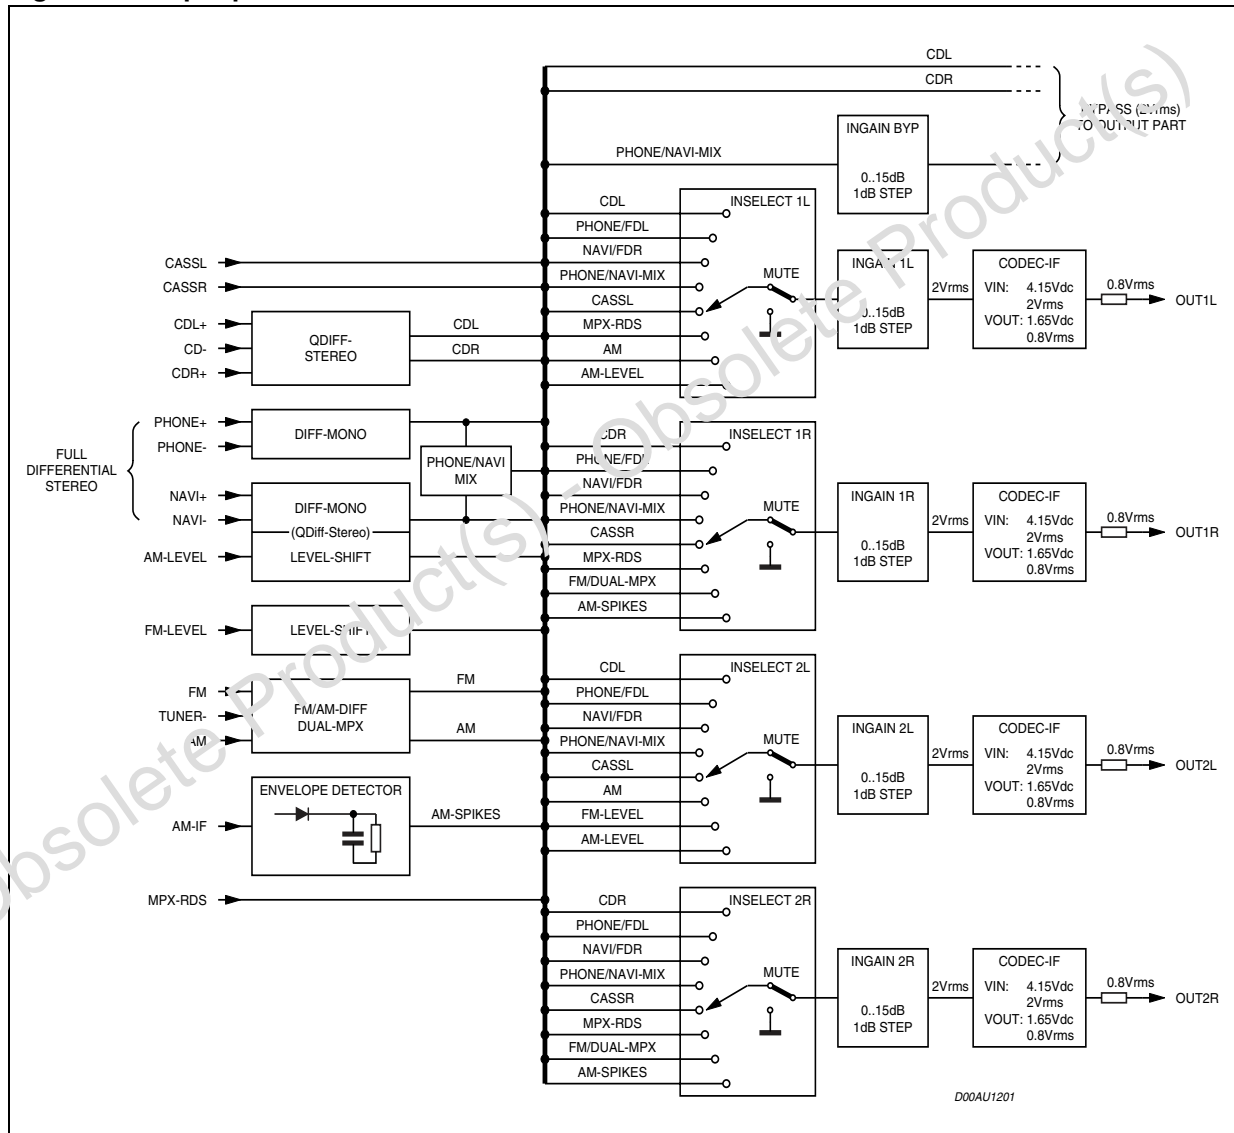 CDL
CDR
BYPASS (2Vrms)
TO OUTPUT PART
INGAIN BYP
0..15dB
1dB STEP
PHONE/NAVI-MIX
CDL
PHONE/FDL
NAVI/FDR
PHONE/NAVI-MIX
CASSL
MPX-RDS
AM
AM-LEVEL
INSELECT 1L
MUTE
INGAIN 1L
0..15dB
1dB STEP
2Vrms
CODEC-IF
VIN: 4.15Vdc
2Vrms
VOUT: 1.65Vdc
0.8Vrms
0.8Vrms
OUT1L
CASSL
CASSR
CDL+
CD-
CDR+
QDIFF-
STEREO
CDL
CDR
FULL
DIFFERENTIAL
STEREO
PHONE+
PHONE-
DIFF-MONO
PHONE/NAVI
MIX
NAVI+
NAVI-
AM-LEVEL
DIFF-MONO
(QDiff-Stereo)
LEVEL-SHIFT
CDR
PHONE/FDL
NAVI/FDR
PHONE/NAVI-MIX
CASSR
MPX-RDS
FM/DUAL-MPX
AM-SPIKES
INSELECT 1R
MUTE
INGAIN 1R
0..15dB
1dB STEP
2Vrms
CODEC-IF
VIN: 4.15Vdc
2Vrms
VOUT: 1.65Vdc
0.8Vrms
0.8Vrms
OUT1R
FM-LEVEL
LEVEL-SHIFT
FM
TUNER-
AM
FM/AM-DIFF
DUAL-MPX
FM
AM
CDL
PHONE/FDL
NAVI/FDR
PHONE/NAVI-MIX
CASSL
AM
FM-LEVEL
AM-LEVEL
INSELECT 2L
MUTE
INGAIN 2L
0..15dB
1dB STEP
2Vrms
CODEC-IF
VIN: 4.15Vdc
2Vrms
VOUT: 1.65Vdc
0.8Vrms
0.8Vrms
OUT2L
AM-IF
ENVELOPE DETECTOR
AM-SPIKES
MPX-RDS
CDR
PHONE/FDL
NAVI/FDR
PHONE/NAVI-MIX
CASSR
MPX-RDS
FM/DUAL-MPX
AM-SPIKES
INSELECT 2R
MUTE
INGAIN 2R
0..15dB
1dB STEP
2Vrms
CODEC-IF
VIN: 4.15Vdc
2Vrms
VOUT: 1.65Vdc
0.8Vrms
0.8Vrms
OUT2R
D00AU1201
Obsolete Product(s) - Obsolete Product(s)